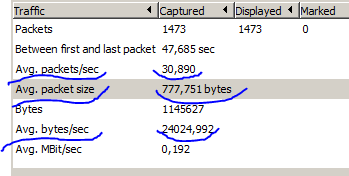 Traffic Captured Displayed Marked
Packets 1473 1473 0
Between first and last packet 47,685 sec
Avg. packets/sec 30,890
Avg. packet size 777,751 bytes
Bytes 1145627
Avg. bytes/sec 24024,992
Avg. MBit/sec 0,192